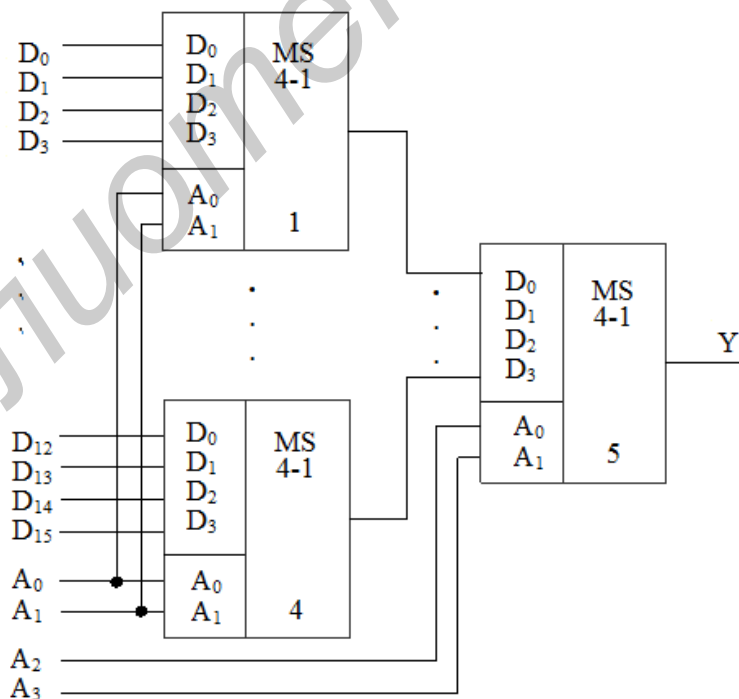 D₀
D₁
D₂
D₃
D₀
D₁
D₂
D₃
A₀
A₁
MS
4-1
1
D₁₂
D₁₃
D₁₄
D₁₅
A₀
A₁
A₂
A₃
D₀
D₁
D₂
D₃
A₀
A₁
MS
4-1
4
D₀
D₁
D₂
D₃
A₀
A₁
MS
4-1
5
Y